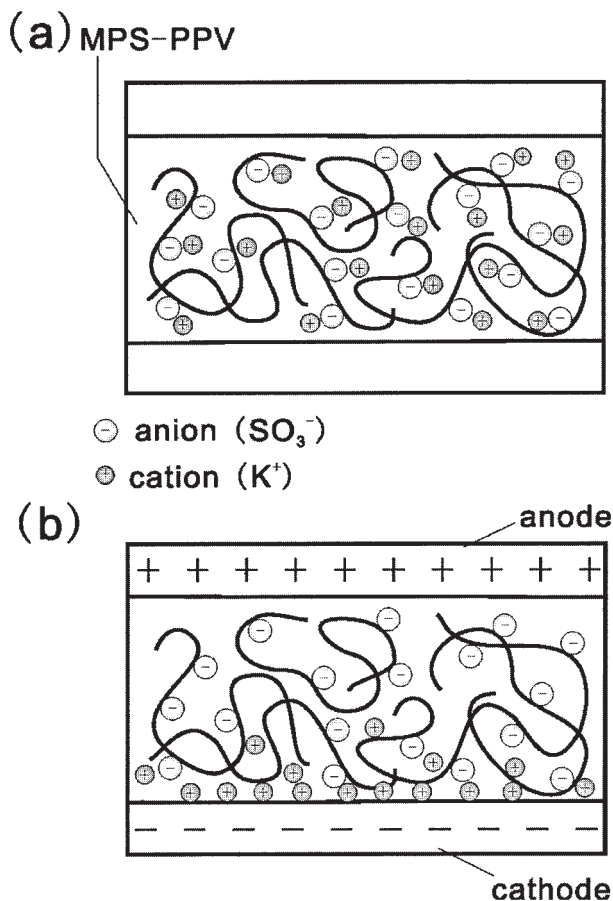 (a) MPS-PPV
⊖ anion (SO₃⁻)
⊕ cation (K⁺)
(b)
anode
+ + + + + + + + +
− − − − − − − − − − −
cathode